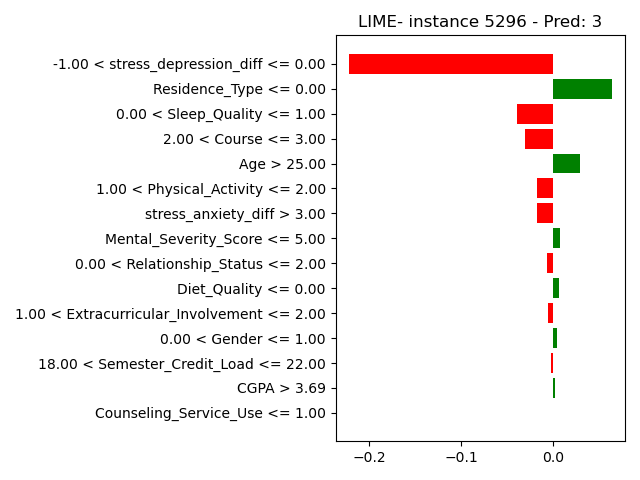 LIME- instance 5296 - Pred: 3
-1.00 < stress_depression_diff <= 0.00
Residence_Type <= 0.00
0.00 < Sleep_Quality <= 1.00
2.00 < Course <= 3.00
Age > 25.00
1.00 < Physical_Activity <= 2.00
stress_anxiety_diff > 3.00
Mental_Severity_Score <= 5.00
0.00 < Relationship_Status <= 2.00
Diet_Quality <= 0.00
1.00 < Extracurricular_Involvement <= 2.00
0.00 < Gender <= 1.00
18.00 < Semester_Credit_Load <= 22.00
CGPA > 3.69
Counseling_Service_Use <= 1.00
−0.2 −0.1 0.0